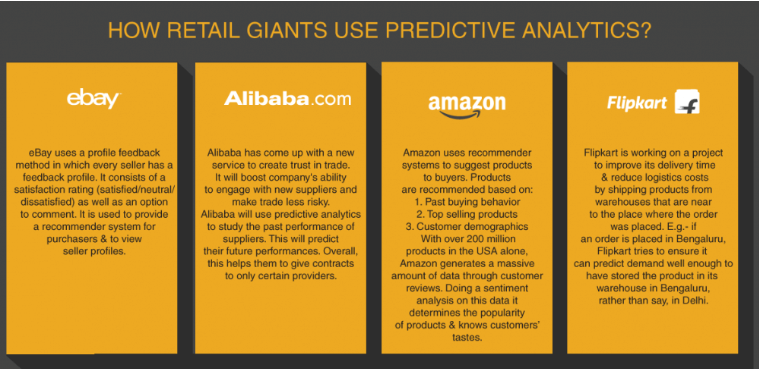 HOW RETAIL GIANTS USE PREDICTIVE ANALYTICS?
ebay
eBay uses a profile feedback
method in which every seller has a
feedback profile. It consists of a
satisfaction rating (satisfied/neutral/
dissatisfied) as well as an option
to comment. It is used to provide
a recommender system for
purchasers & to view
seller profiles.
Alibaba.com
Alibaba has come up with a new
service to create trust in trade.
It will boost company's ability
to engage with new suppliers and
make trade less risky.
Alibaba will use predictive analytics
to study the past performance of
suppliers. This will predict
their future performances. Overall,
this helps them to give contracts
to only certain providers.
amazon
Amazon uses recommender
systems to suggest products
to buyers. Products
are recommended based on:
1. Past buying behavior
2. Top selling products
3. Customer demographics
With over 200 million
products in the USA alone,
Amazon generates a massive
amount of data through customer
reviews. Doing a sentiment
analysis on this data it
determines the popularity
of products & knows customers'
tastes.
Flipkart
Flipkart is working on a project
to improve its delivery time
& reduce logistics costs
by shipping products from
warehouses that are near
to the place where the order
was placed. E.g.- if
an order is placed in Bengaluru,
Flipkart tries to ensure it
can predict demand well enough to
have stored the product in its
warehouse in Bengaluru,
rather than say, in Delhi.